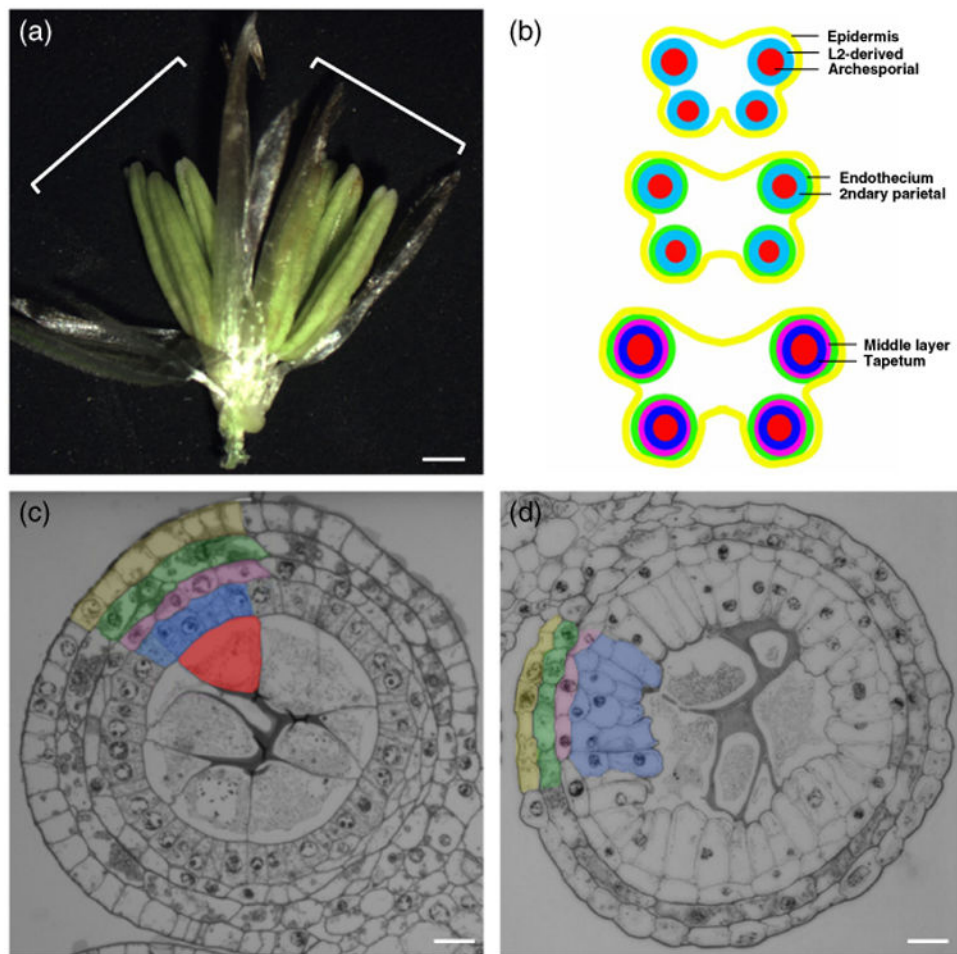 (a)
(b)
Epidermis
L2-derived
Archesporial
Endothecium
2ndary parietal
Middle layer
Tapetum
(c)
(d)